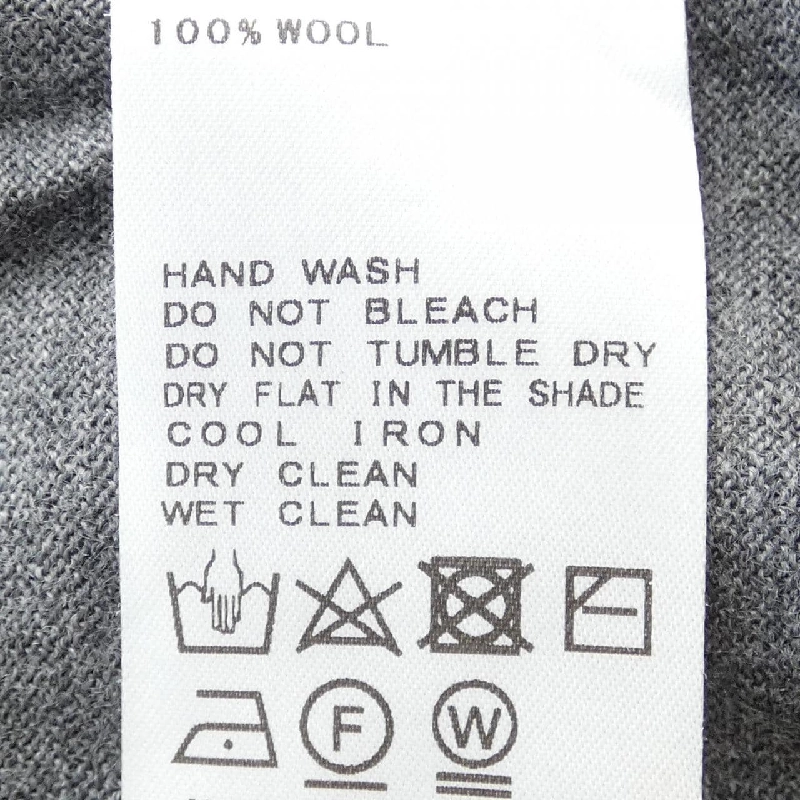 100% WOOL
HAND WASH
DO NOT BLEACH
DO NOT TUMBLE DRY
DRY FLAT IN THE SHADE
COOL IRON
DRY CLEAN
WET CLEAN
F W